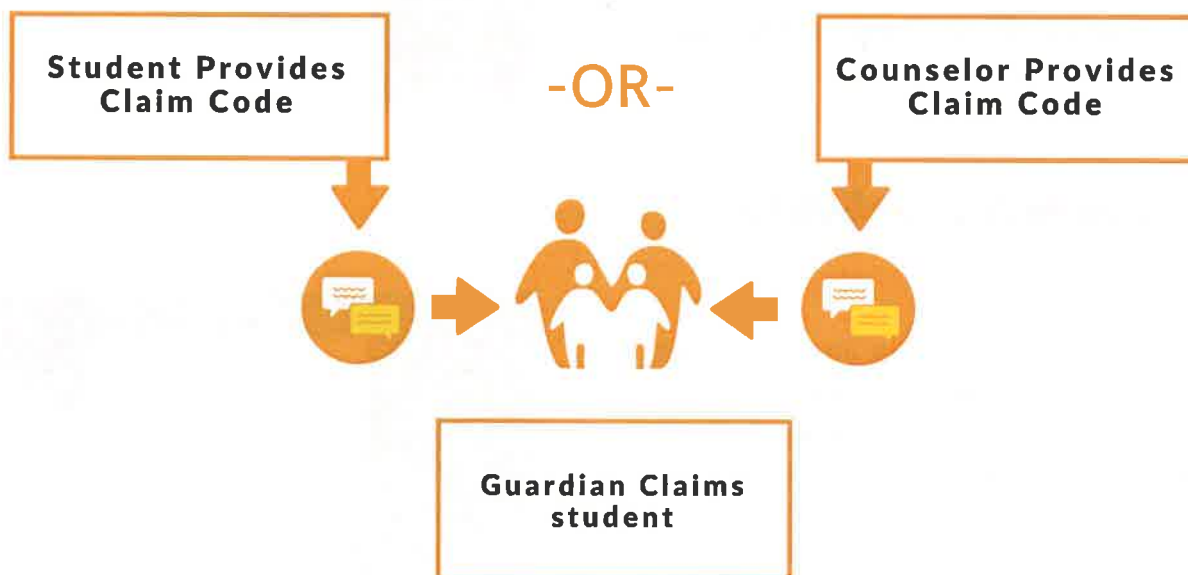 Student Provides
Claim Code
-OR-
Counselor Provides
Claim Code
Guardian Claims
student